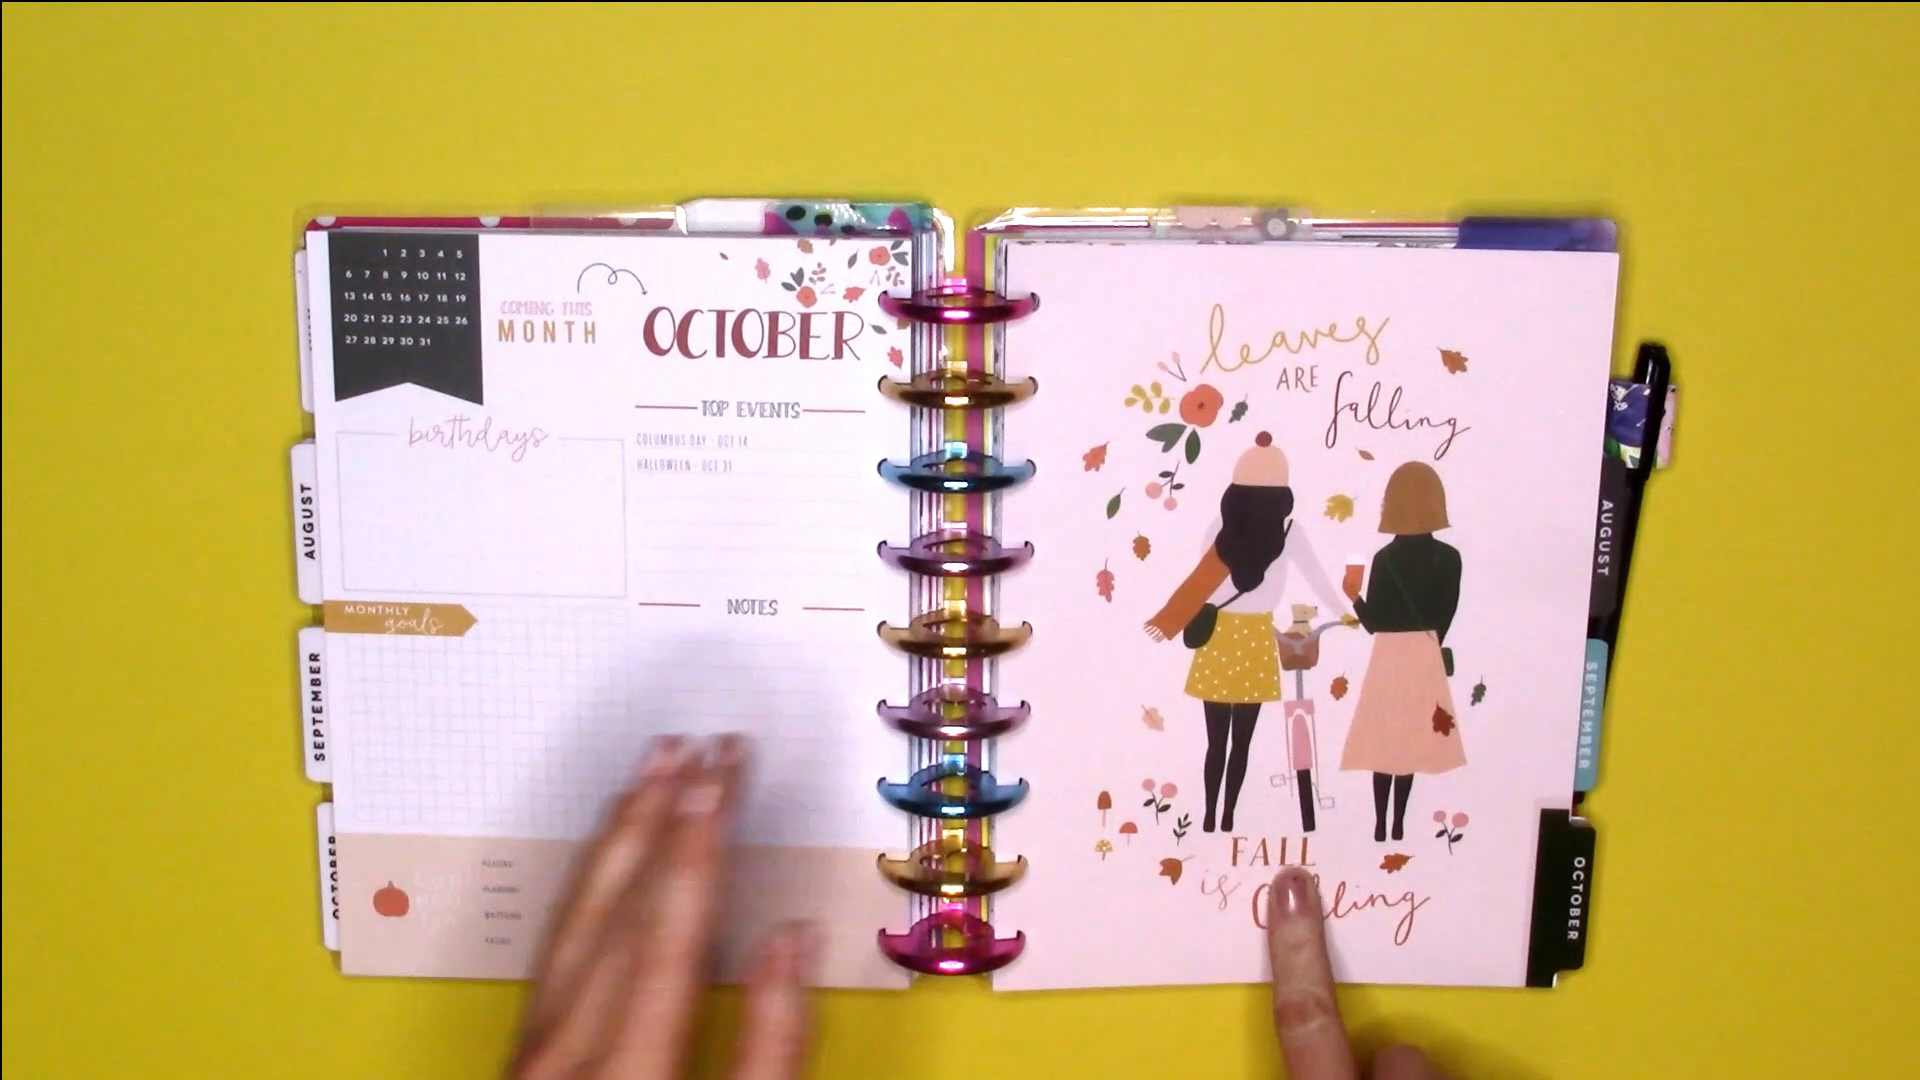 1 2 3 4 5
6 7 8 9 10 11 12
13 14 15 16 17 18 19
20 21 22 23 24 25 26
27 28 29 30 31
COMING THIS
MONTH
OCTOBER
birthdays
TOP EVENTS
COLUMBUS DAY · OCT 14
HALLOWEEN · OCT 31
MONTHLY
goals
NOTES
READING
AUGUST
SEPTEMBER
OCTOBER
leaves
ARE
falling
FALL
is
AUGUST
SEPTEMBER
OCTOBER